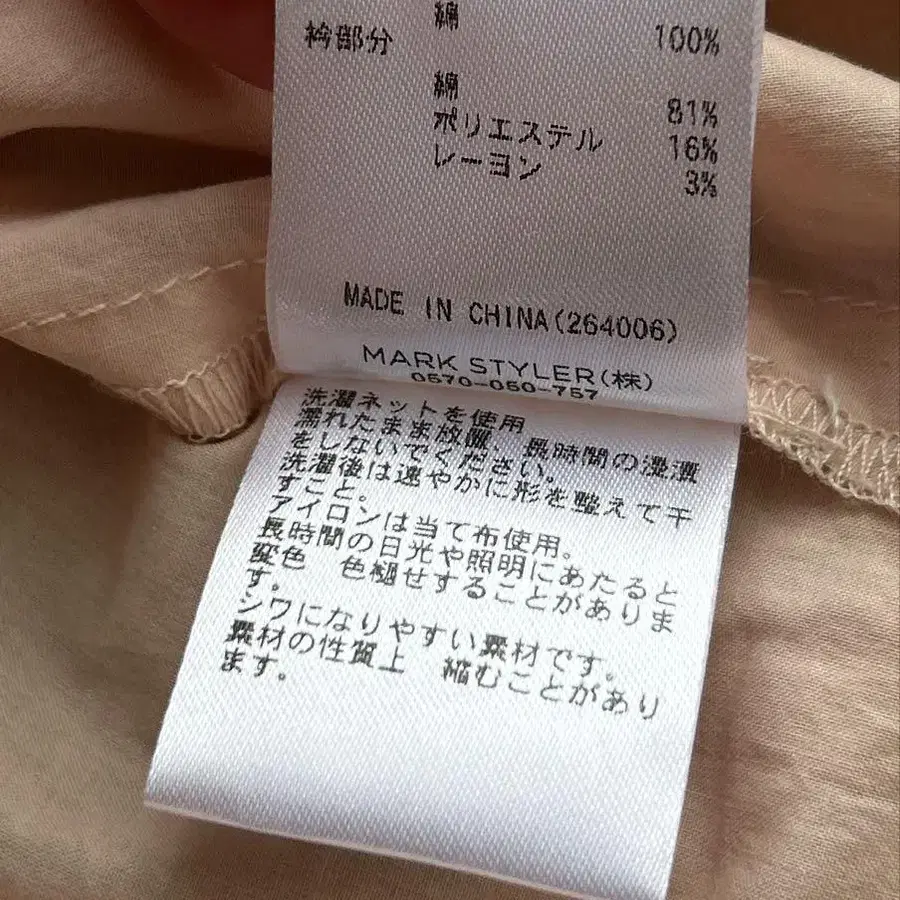 綿 100%
衿部分
綿 81%
ポリエステル 16%
レーヨン 3%
MADE IN CHINA(264006)
MARK STYLER(株)
0570-050-757
洗濯ネットを使用
濡れたまま放置、長時間の浸漬
をしないでください。
洗濯後は速やかに形を整えて干
すこと。
アイロンは当て布使用。
長時間の日光や照明にあたると
変色 色褪せすることがありま
す。
シワになりやすい素材です。
素材の性質上 縮むことがあり
ます。